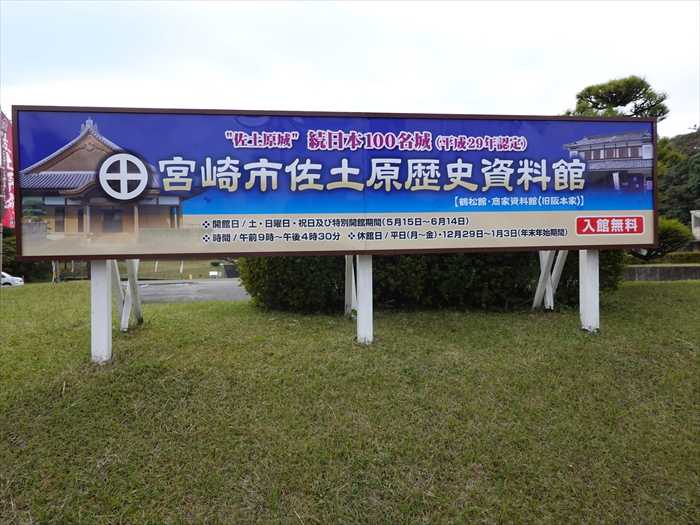 "佐土原城" 続日本100名城(平成29年認定)
宮崎市佐土原歴史資料館
【鶴松館・商家資料館(旧阪本家)】
❖ 開館日/土・日曜日・祝日及び特別開館期間(5月15日〜6月14日)
❖ 時間/午前9時〜午後4時30分 ❖ 休館日/平日(月〜金)・12月29日〜1月3日(年末年始期間)
入館無料